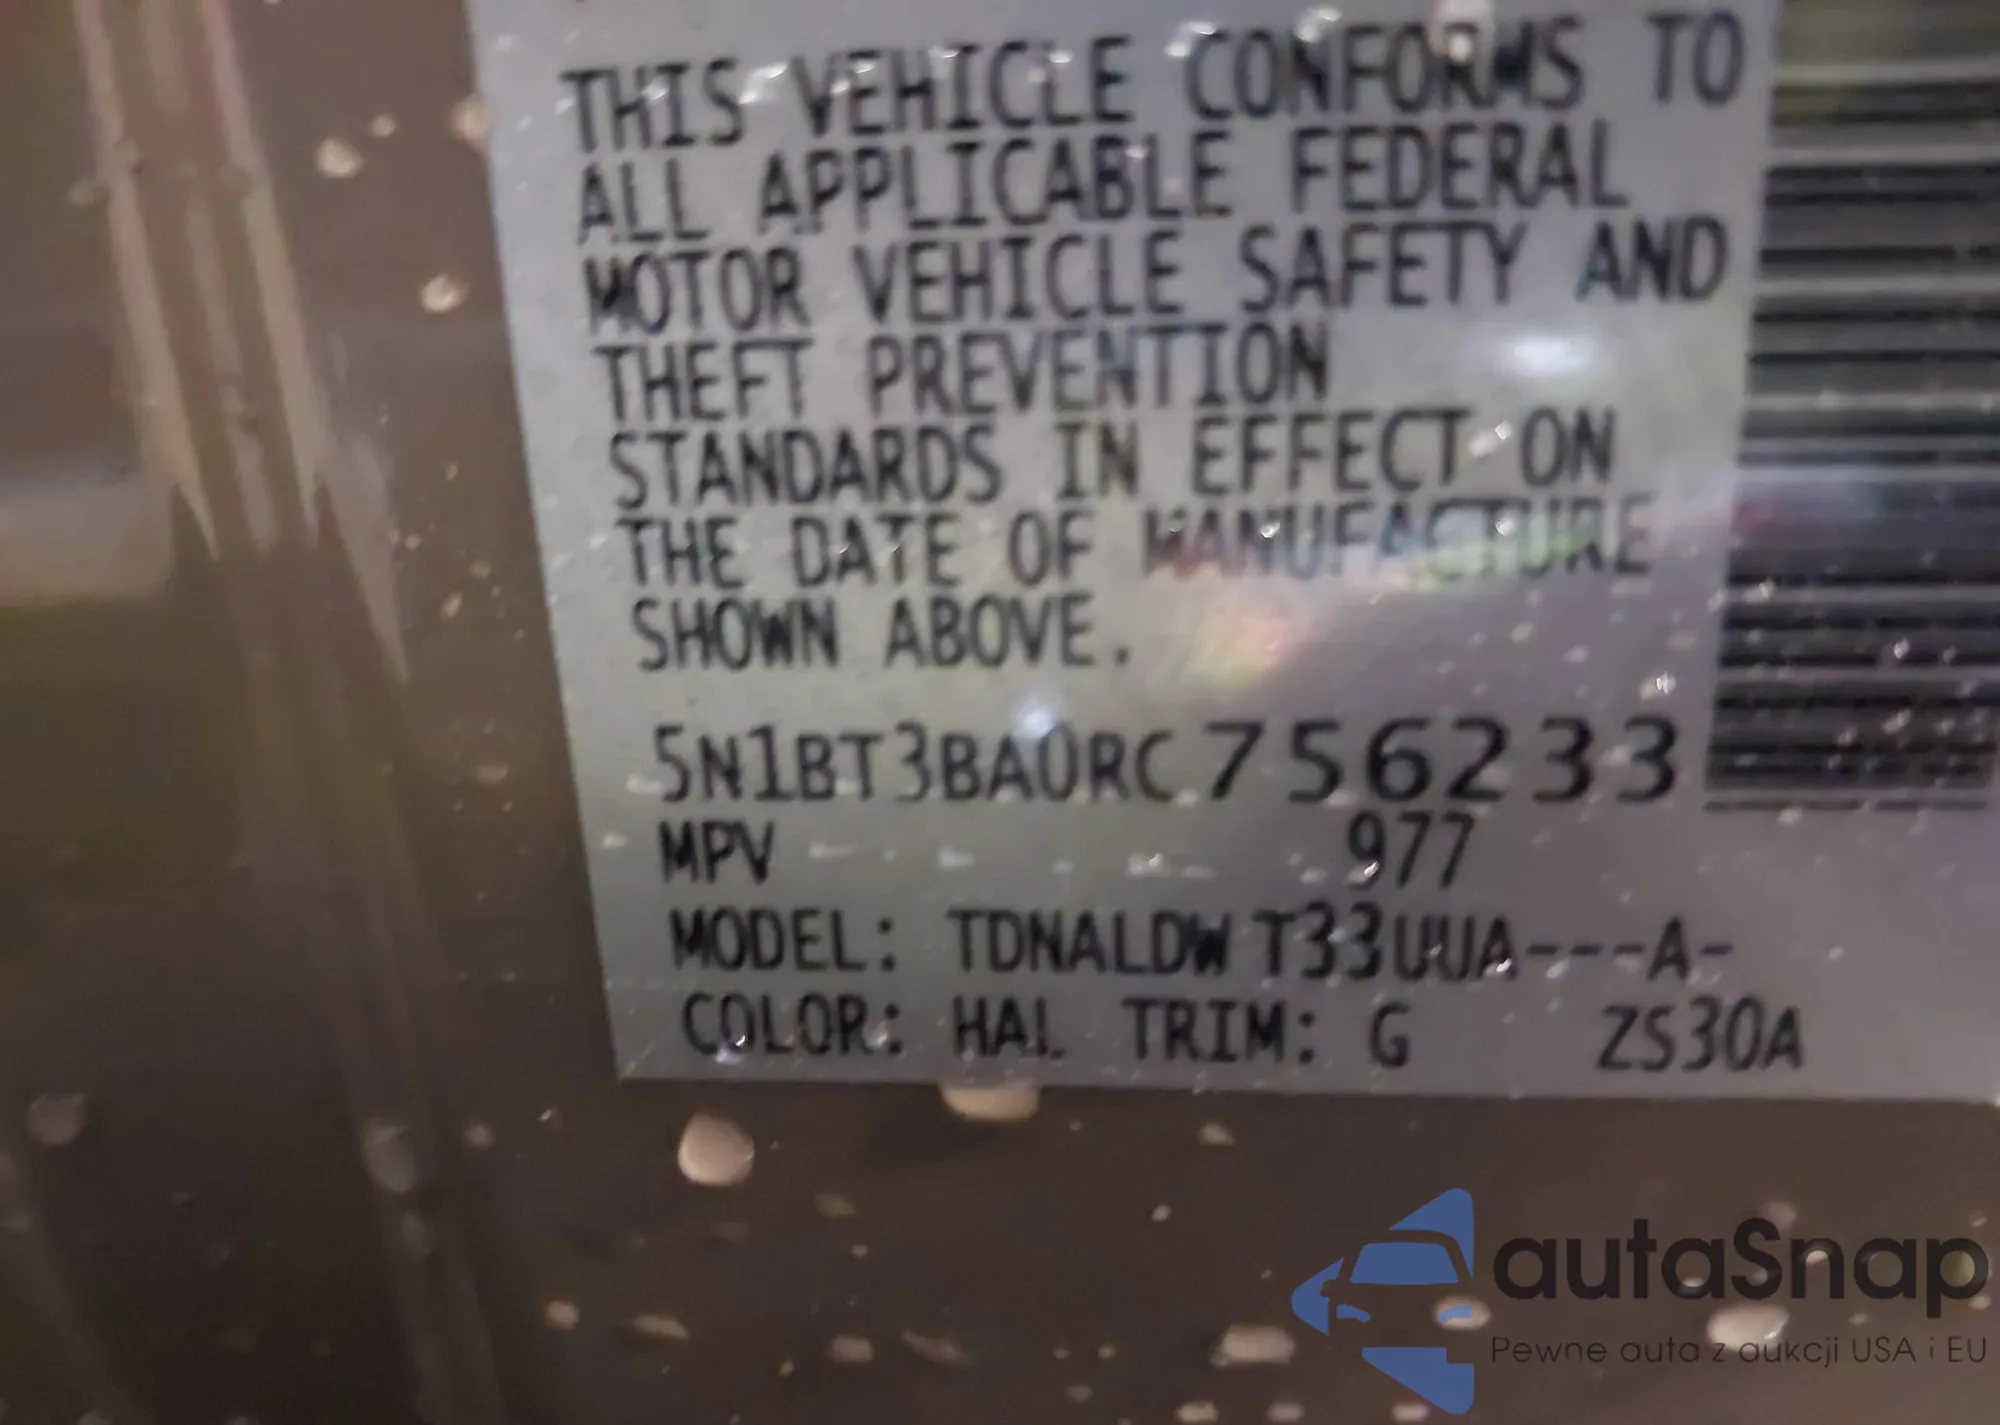 THIS VEHICLE CONFORMS TO
ALL APPLICABLE FEDERAL
MOTOR VEHICLE SAFETY AND
THEFT PREVENTION
STANDARDS IN EFFECT ON
THE DATE OF MANUFACTURE
SHOWN ABOVE.
5N1BT3BA0RC756233
MPV 977
MODEL: TDNALDWT33UUA---A-
COLOR: HAL TRIM: G ZS30A
autaSnap
Pewne auta z aukcji USA i EU